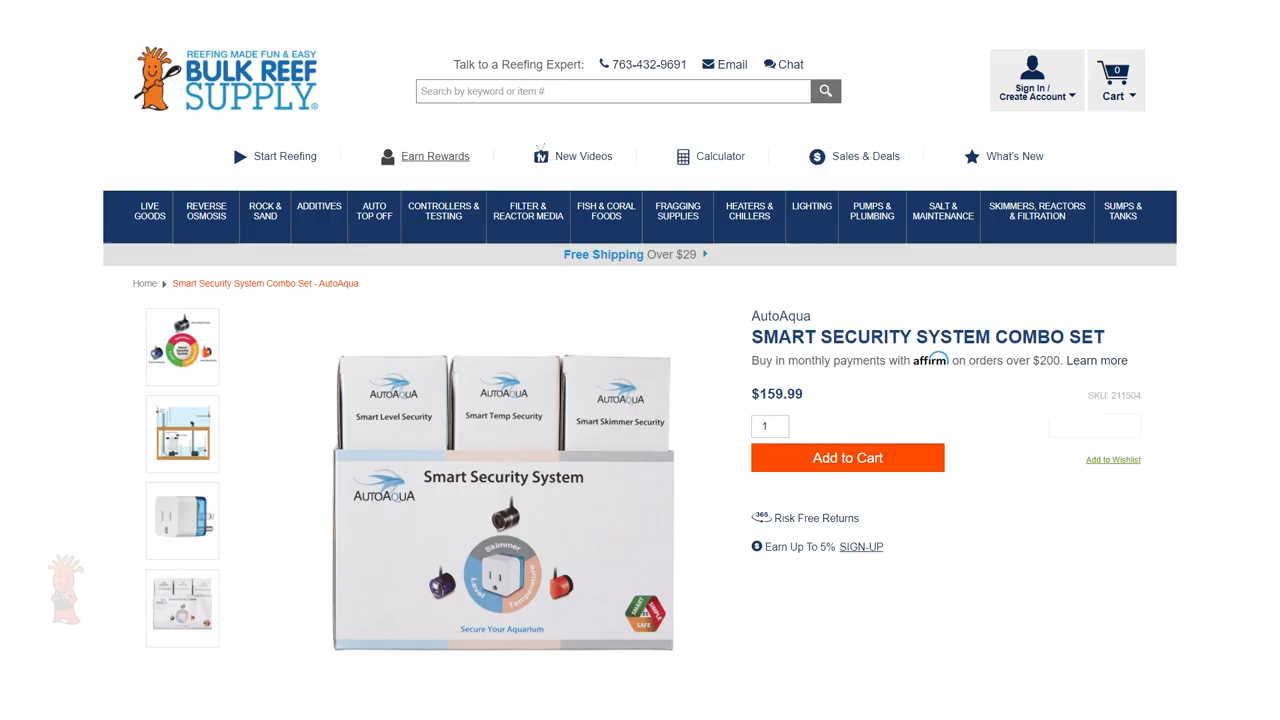 REEFING MADE FUN & EASY
BULK REEF
SUPPLY
Talk to a Reefing Expert: 763-432-9691 Email Chat
Search by keyword or item #
Sign In /
Create Account
0
Cart
Start Reefing
Earn Rewards
New Videos
Calculator
Sales & Deals
What's New
LIVE
GOODS
REVERSE
OSMOSIS
ROCK &
SAND
ADDITIVES
AUTO
TOP OFF
CONTROLLERS &
TESTING
FILTER &
REACTOR MEDIA
FISH & CORAL
FOODS
FRAGGING
SUPPLIES
HEATERS &
CHILLERS
LIGHTING
PUMPS &
PLUMBING
SALT &
MAINTENANCE
SKIMMERS, REACTORS
& FILTRATION
SUMPS &
TANKS
Free Shipping Over $29
Home Smart Security System Combo Set - AutoAqua
AUTOAQUA
Smart Level Security
AUTOAQUA
Smart Temp Security
AUTOAQUA
Smart Skimmer Security
AUTOAQUA
Smart Security System
Skimmer
Level
Temperature
SMART
SIMPLE
SAFE
Secure Your Aquarium
AutoAqua
SMART SECURITY SYSTEM COMBO SET
Buy in monthly payments with affirm on orders over $200. Learn more
$159.99
SKU: 211504
1
Add to Cart
Add to Wishlist
365 Risk Free Returns
$ Earn Up To 5% SIGN-UP